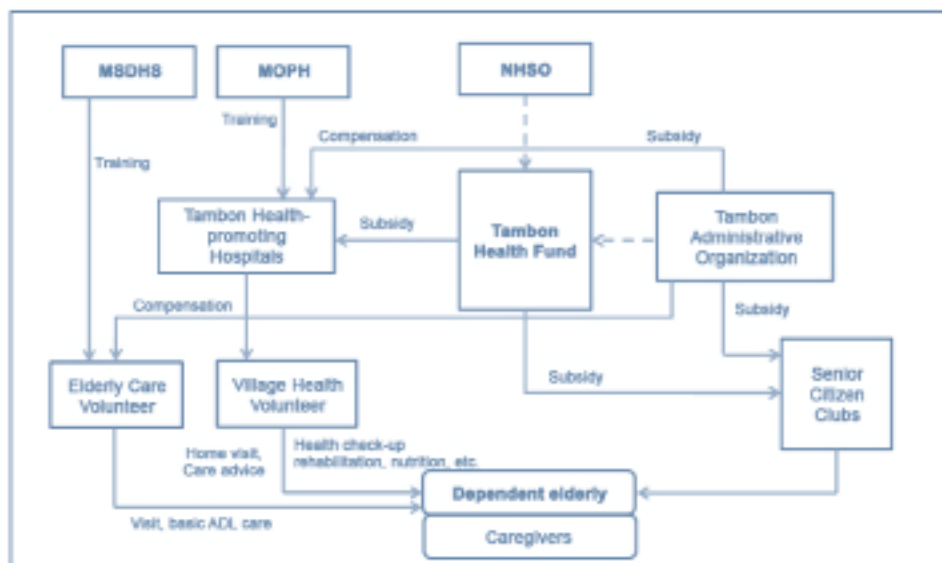 MSDHS
MOPH
NHSO
Training
Compensation
Subsidy
Training
Tambon Health-
promoting
Hospitals
Subsidy
Tambon
Health Fund
Tambon
Administrative
Organization
Compensation
Subsidy
Elderly Care
Volunteer
Village Health
Volunteer
Subsidy
Senior
Citizen
Clubs
Home visit,
Care advice
Health check-up
rehabilitation, nutrition, etc.
Dependent elderly
Visit, basic ADL care
Caregivers